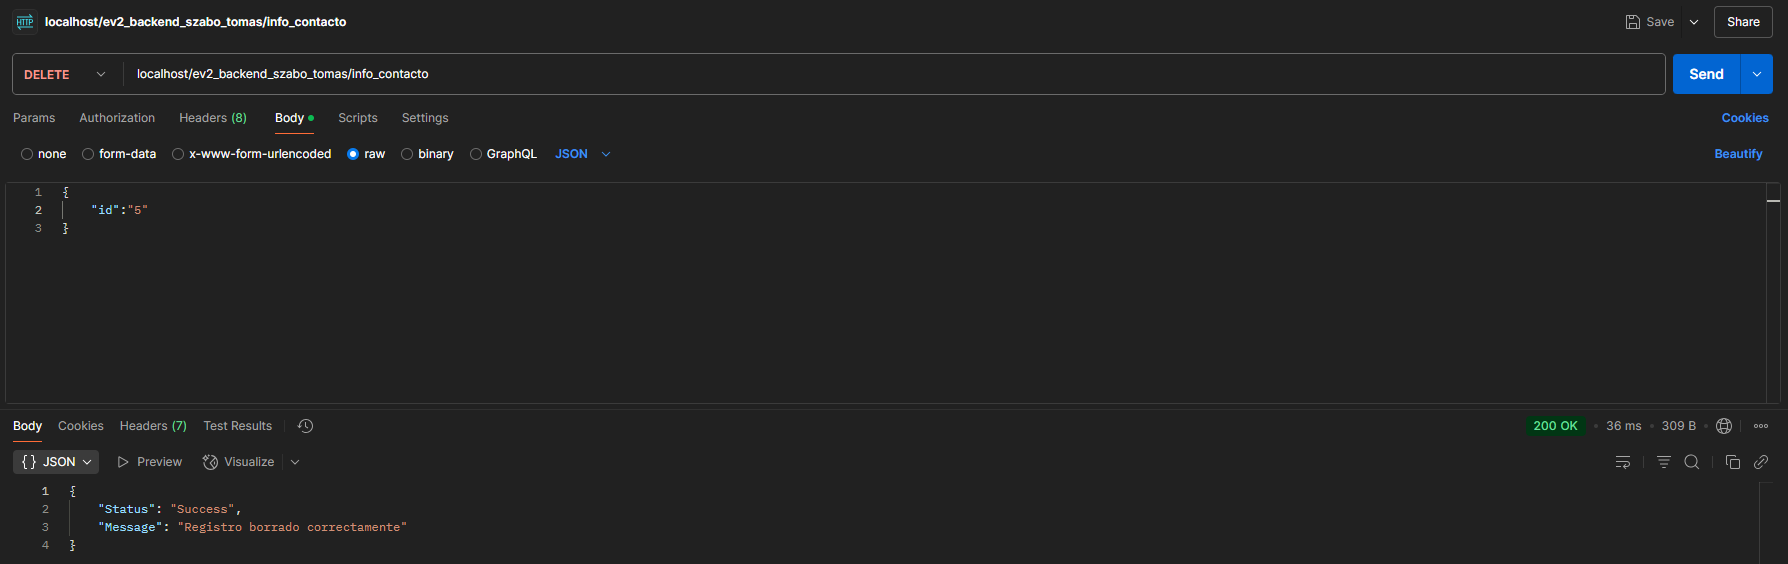 HTTP localhost/ev2_backend_szabo_tomas/info_contacto Save Share
DELETE localhost/ev2_backend_szabo_tomas/info_contacto Send
Params Authorization Headers (8) Body Scripts Settings Cookies
none form-data x-www-form-urlencoded raw binary GraphQL JSON Beautify
1 {
2 "id":"5"
3 }
Body Cookies Headers (7) Test Results 200 OK • 36 ms • 309 B •
{} JSON Preview Visualize
1 {
2 "Status": "Success",
3 "Message": "Registro borrado correctamente"
4 }